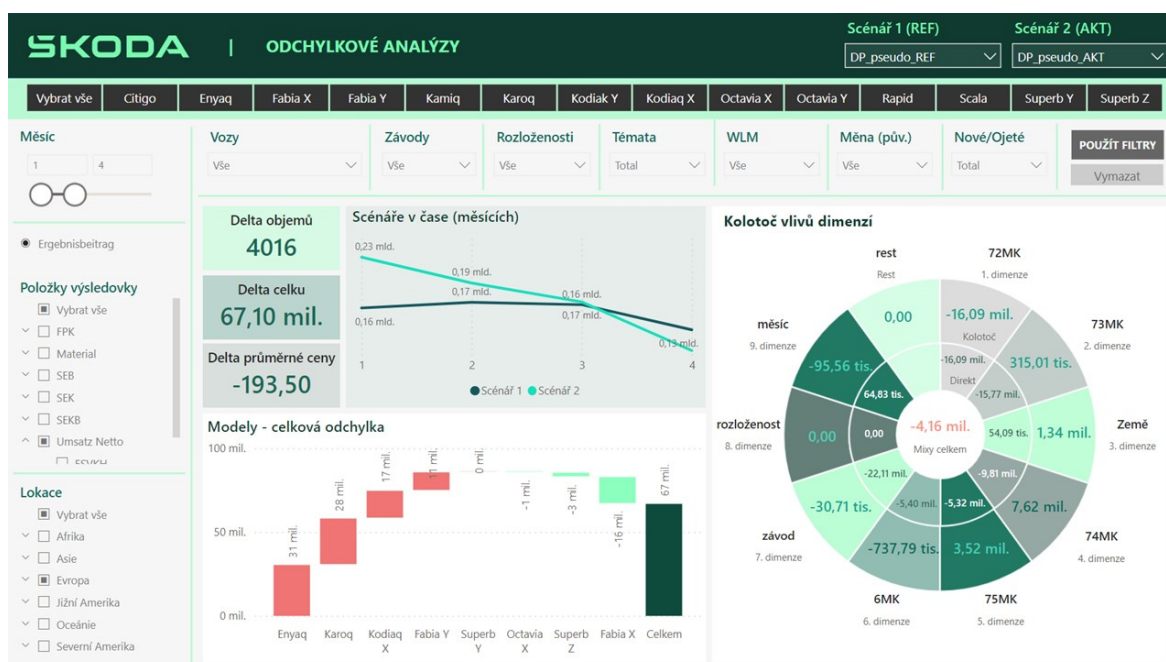 ŠKODA | ODCHYLKOVÉ ANALÝZY
Scénář 1 (REF)
DP_pseudo_REF
Scénář 2 (AKT)
DP_pseudo_AKT
Vybrat vše Citigo Enyaq Fabia X Fabia Y Kamiq Karoq Kodiak Y Kodiaq X Octavia X Octavia Y Rapid Scala Superb Y Superb Z
Měsíc
1 4
Ergebnisbeitrag
Položky výsledovky
Vybrat vše
FPK
Material
SEB
SEK
SEKB
Umsatz Netto
Lokace
Vybrat vše
Afrika
Asie
Evropa
Jižní Amerika
Oceánie
Severní Amerika
Vozy
Vše
Závody
Vše
Rozloženosti
Vše
Témata
Total
WLM
Vše
Měna (pův.)
Vše
Nové/Ojeté
Total
POUŽÍT FILTRY
Vymazat
Delta objemů
4016
Delta celku
67,10 mil.
Delta průměrné ceny
-193,50
Scénáře v čase (měsících)
0,23 mld.
0,19 mld.
0,17 mld.
0,16 mld.
0,16 mld.
0,17 mld.
0,13 mld.
1 2 3 4
Scénář 1 Scénář 2
Modely - celková odchylka
100 mil.
50 mil.
0 mil.
31 mil.
28 mil.
17 mil.
11 mil.
0 mil.
-1 mil.
-3 mil.
-16 mil.
67 mil.
Enyaq Karoq Kodiaq X Fabia Y Superb Y Octavia X Superb Z Fabia X Celkem
Kolotoč vlivů dimenzí
rest
Rest
0,00
72MK
1. dimenze
-16,09 mil.
Kolotoč
-16,09 mil.
Direkt
73MK
2. dimenze
315,01 tis.
-15,77 mil.
Země
3. dimenze
1,34 mil.
54,09 tis.
74MK
4. dimenze
7,62 mil.
-9,81 mil.
75MK
5. dimenze
3,52 mil.
-5,32 mil.
6MK
6. dimenze
-737,79 tis.
-5,40 mil.
závod
7. dimenze
-30,71 tis.
-22,11 mil.
rozloženost
8. dimenze
0,00
0,00
měsíc
9. dimenze
-95,56 tis.
64,83 tis.
-4,16 mil.
Mixy celkem